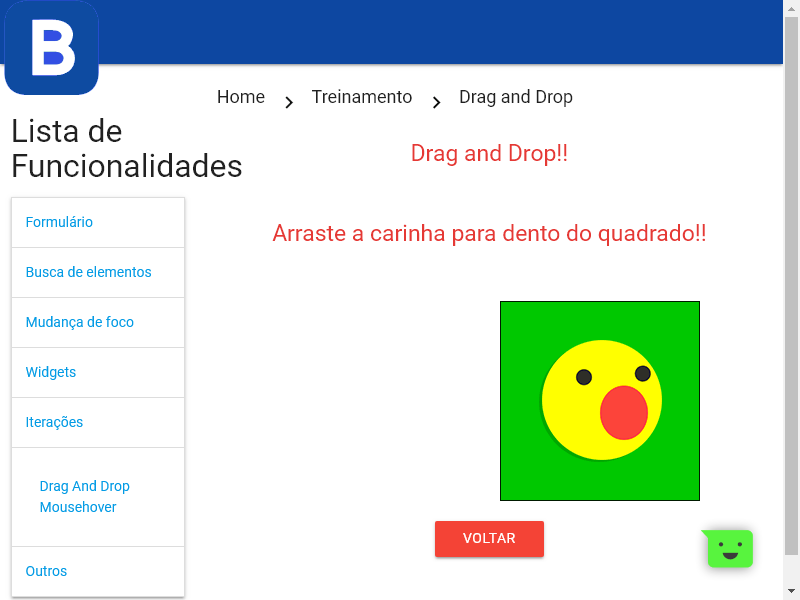 B
Home
Treinamento
Drag and Drop
Lista de
Funcionalidades
Drag and Drop!!
Arraste a carinha para dento do quadrado!!
Formulário
Busca de elementos
Mudança de foco
Widgets
Iterações
Drag And Drop
Mousehover
Outros
VOLTAR